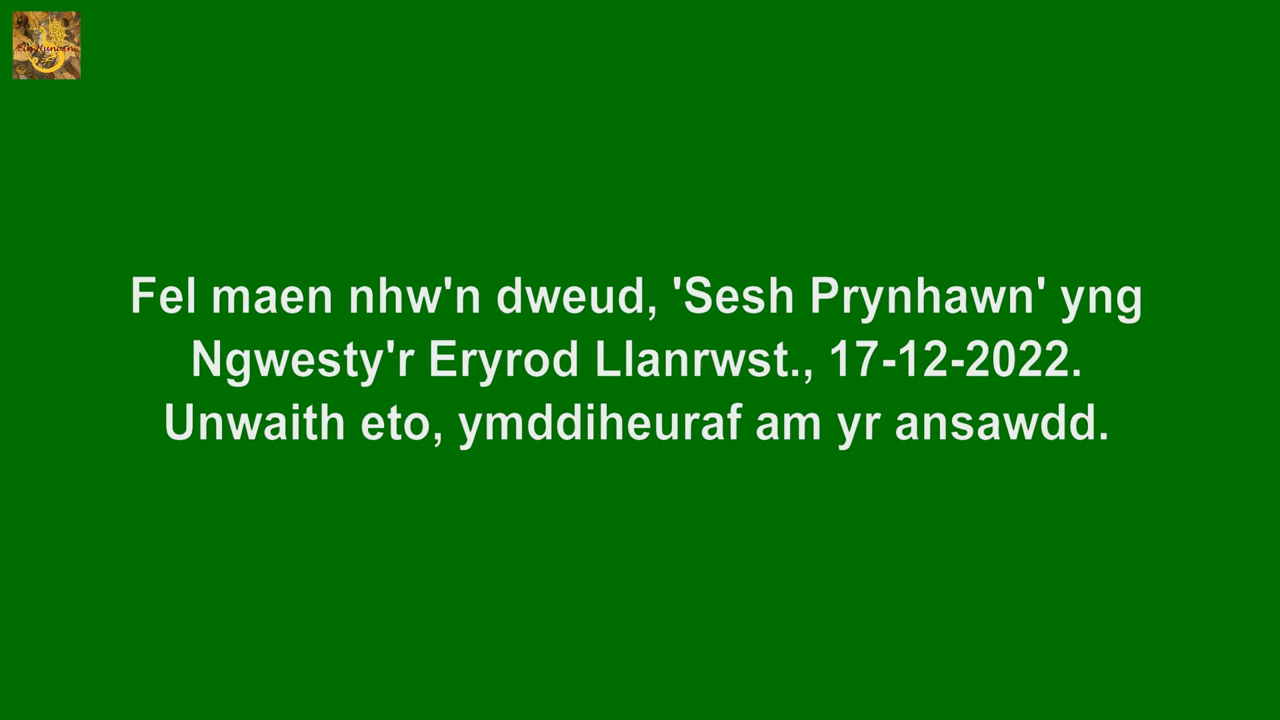 Fel maen nhw'n dweud, 'Sesh Prynhawn' yng
Ngwesty'r Eryrod Llanrwst., 17-12-2022.
Unwaith eto, ymddiheuraf am yr ansawdd.